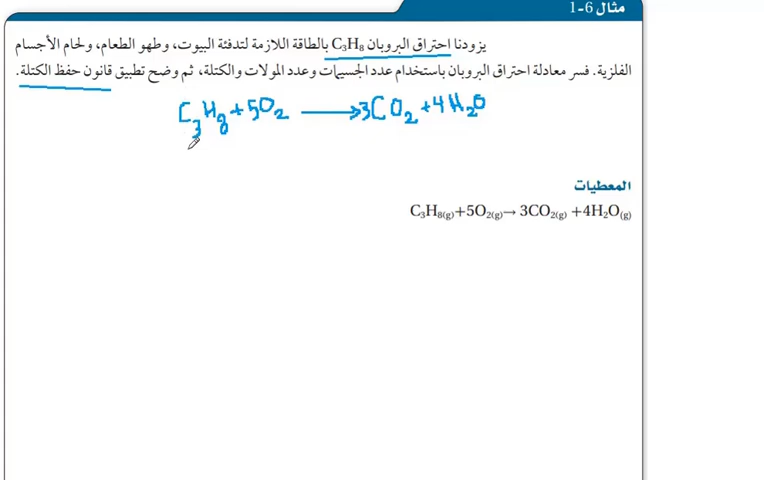 مثال 6-1
يزودنا احتراق البروبان C₃H₈ بالطاقة اللازمة لتدفئة البيوت، وطهو الطعام، ولحام الأجسام
الفلزية. فسر معادلة احتراق البروبان باستخدام عدد الجسيمات وعدد المولات والكتلة، ثم وضح تطبيق قانون حفظ الكتلة.
C₃H₈ + 5O₂ ⟶ 3CO₂ + 4H₂O
المعطيات
C₃H₈(g)+5O₂(g)→ 3CO₂(g) +4H₂O(g)